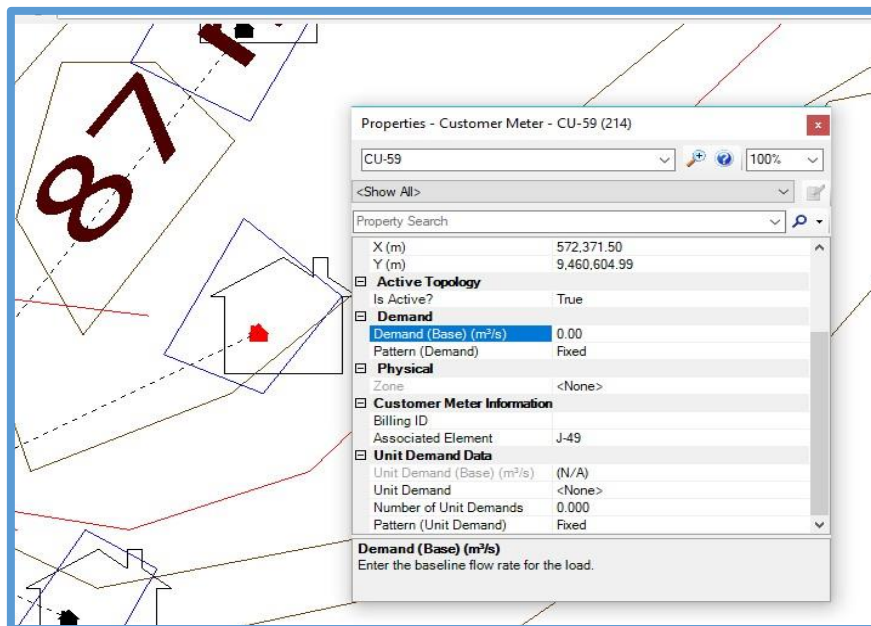 87
Properties - Customer Meter - CU-59 (214)
x
CU-59
100%
<Show All>
Property Search
X (m) 572,371.50
Y (m) 9,460,604.99
Active Topology
Is Active? True
Demand
Demand (Base) (m³/s) 0.00
Pattern (Demand) Fixed
Physical
Zone <None>
Customer Meter Information
Billing ID
Associated Element J-49
Unit Demand Data
Unit Demand (Base) (m³/s) (N/A)
Unit Demand <None>
Number of Unit Demands 0.000
Pattern (Unit Demand) Fixed
Demand (Base) (m³/s)
Enter the baseline flow rate for the load.